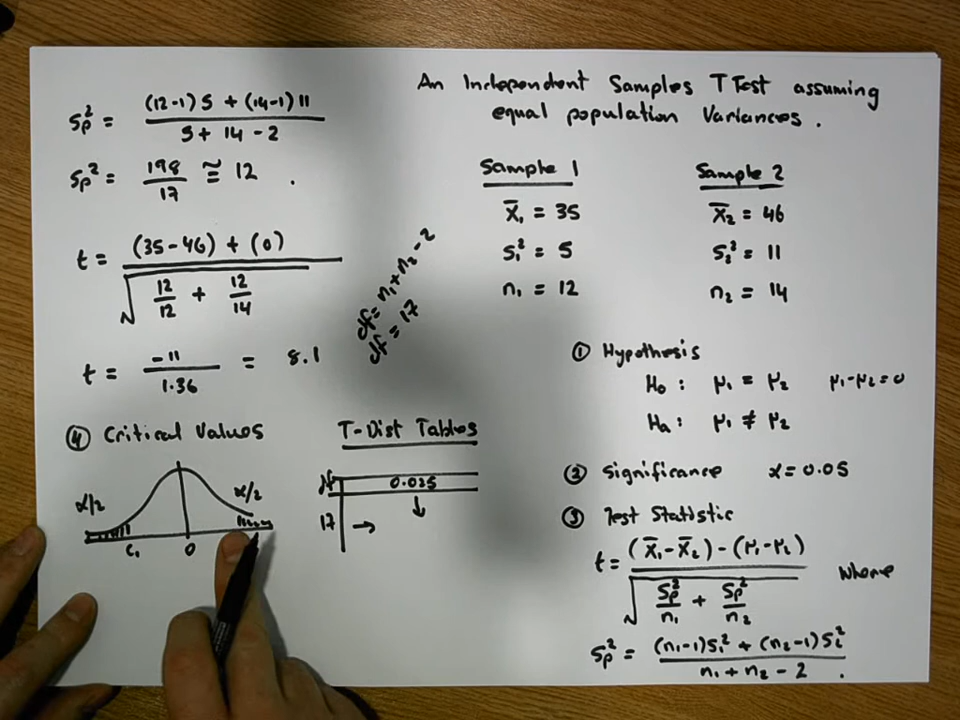 An Independent Samples T Test assuming
equal population Variances.
Sp² = (12-1)5 + (14-1)11 / 5 + 14 - 2
Sp² = 198 / 17 ≅ 12 .
t = (35-46) + (0) / √ 12/12 + 12/14
t = -11 / 1.36 = 8.1
df = n₁+n₂-2
df = 17
④ Critical Values
α/2
α/2
C₁
0
T-Dist Tables
df
0.025
17
Sample 1
x̄₁ = 35
S₁² = 5
n₁ = 12
Sample 2
x̄₂ = 46
S₂² = 11
n₂ = 14
① Hypothesis
H₀ : μ₁ = μ₂ μ₁-μ₂=0
Ha : μ₁ ≠ μ₂
② Significance α=0.05
③ Test Statistic
t = (x̄₁-x̄₂) - (μ₁-μ₂) / √ Sp²/n₁ + Sp²/n₂ Where
Sp² = (n₁-1)S₁² + (n₂-1)S₂² / n₁ + n₂ - 2 .